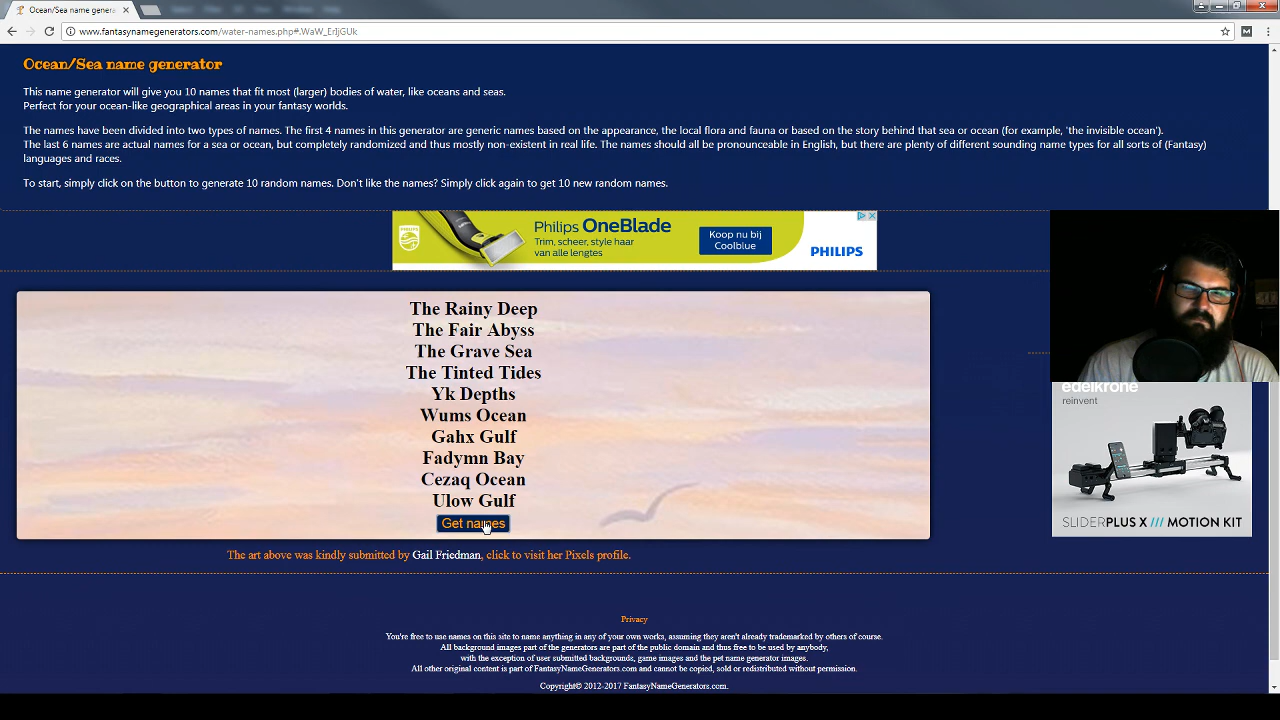 Ocean/Sea name genera
www.fantasynamegenerators.com/water-names.php#.WaW_ErljGUk
Ocean/Sea name generator
This name generator will give you 10 names that fit most (larger) bodies of water, like oceans and seas.
Perfect for your ocean-like geographical areas in your fantasy worlds.
The names have been divided into two types of names. The first 4 names in this generator are generic names based on the appearance, the local flora and fauna or based on the story behind that sea or ocean (for example, 'the invisible ocean').
The last 6 names are actual names for a sea or ocean, but completely randomized and thus mostly non-existent in real life. The names should all be pronounceable in English, but there are plenty of different sounding name types for all sorts of (Fantasy)
languages and races.
To start, simply click on the button to generate 10 random names. Don't like the names? Simply click again to get 10 new random names.
PHILIPS
Philips OneBlade
Trim, scheer, style haar
van alle lengtes
Koop nu bij
Coolblue
PHILIPS
The Rainy Deep
The Fair Abyss
The Grave Sea
The Tinted Tides
Yk Depths
Wums Ocean
Gahx Gulf
Fadymn Bay
Cezaq Ocean
Ulow Gulf
Get names
The art above was kindly submitted by Gail Friedman, click to visit her Pixels profile.
edelkrone
reinvent
SLIDERPLUS X /// MOTION KIT
Privacy
You're free to use names on this site to name anything in any of your own works, assuming they aren't already trademarked by others of course.
All background images part of the generators are part of the public domain and thus free to be used by anybody,
with the exception of user submitted backgrounds, game images and the pet name generator images.
All other original content is part of FantasyNameGenerators.com and cannot be copied, sold or redistributed without permission.
Copyright© 2012-2017 FantasyNameGenerators.com.